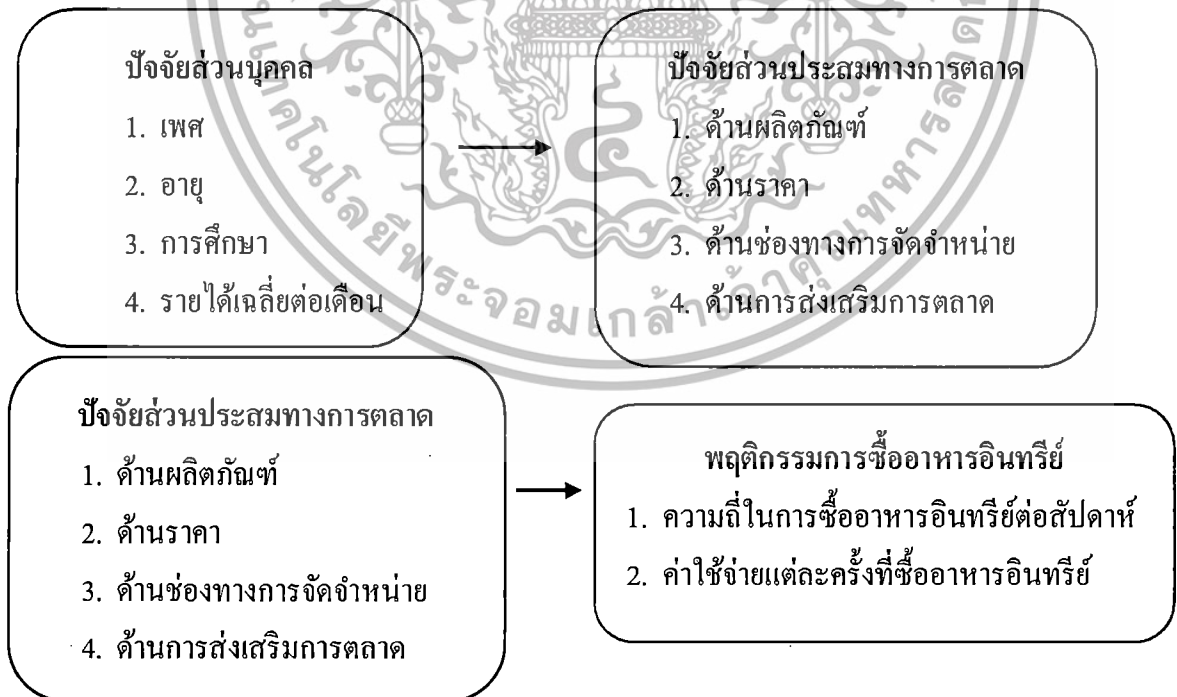 ปัจจัยส่วนบุคคล
1. เพศ
2. อายุ
3. การศึกษา
4. รายได้เฉลี่ยต่อเดือน
ปัจจัยส่วนประสมทางการตลาด
1. ด้านผลิตภัณฑ์
2. ด้านราคา
3. ด้านช่องทางการจัดจำหน่าย
4. ด้านการส่งเสริมการตลาด
ปัจจัยส่วนประสมทางการตลาด
1. ด้านผลิตภัณฑ์
2. ด้านราคา
3. ด้านช่องทางการจัดจำหน่าย
4. ด้านการส่งเสริมการตลาด
พฤติกรรมการซื้ออาหารอินทรีย์
1. ความถี่ในการซื้ออาหารอินทรีย์ต่อสัปดาห์
2. ค่าใช้จ่ายแต่ละครั้งที่ซื้ออาหารอินทรีย์